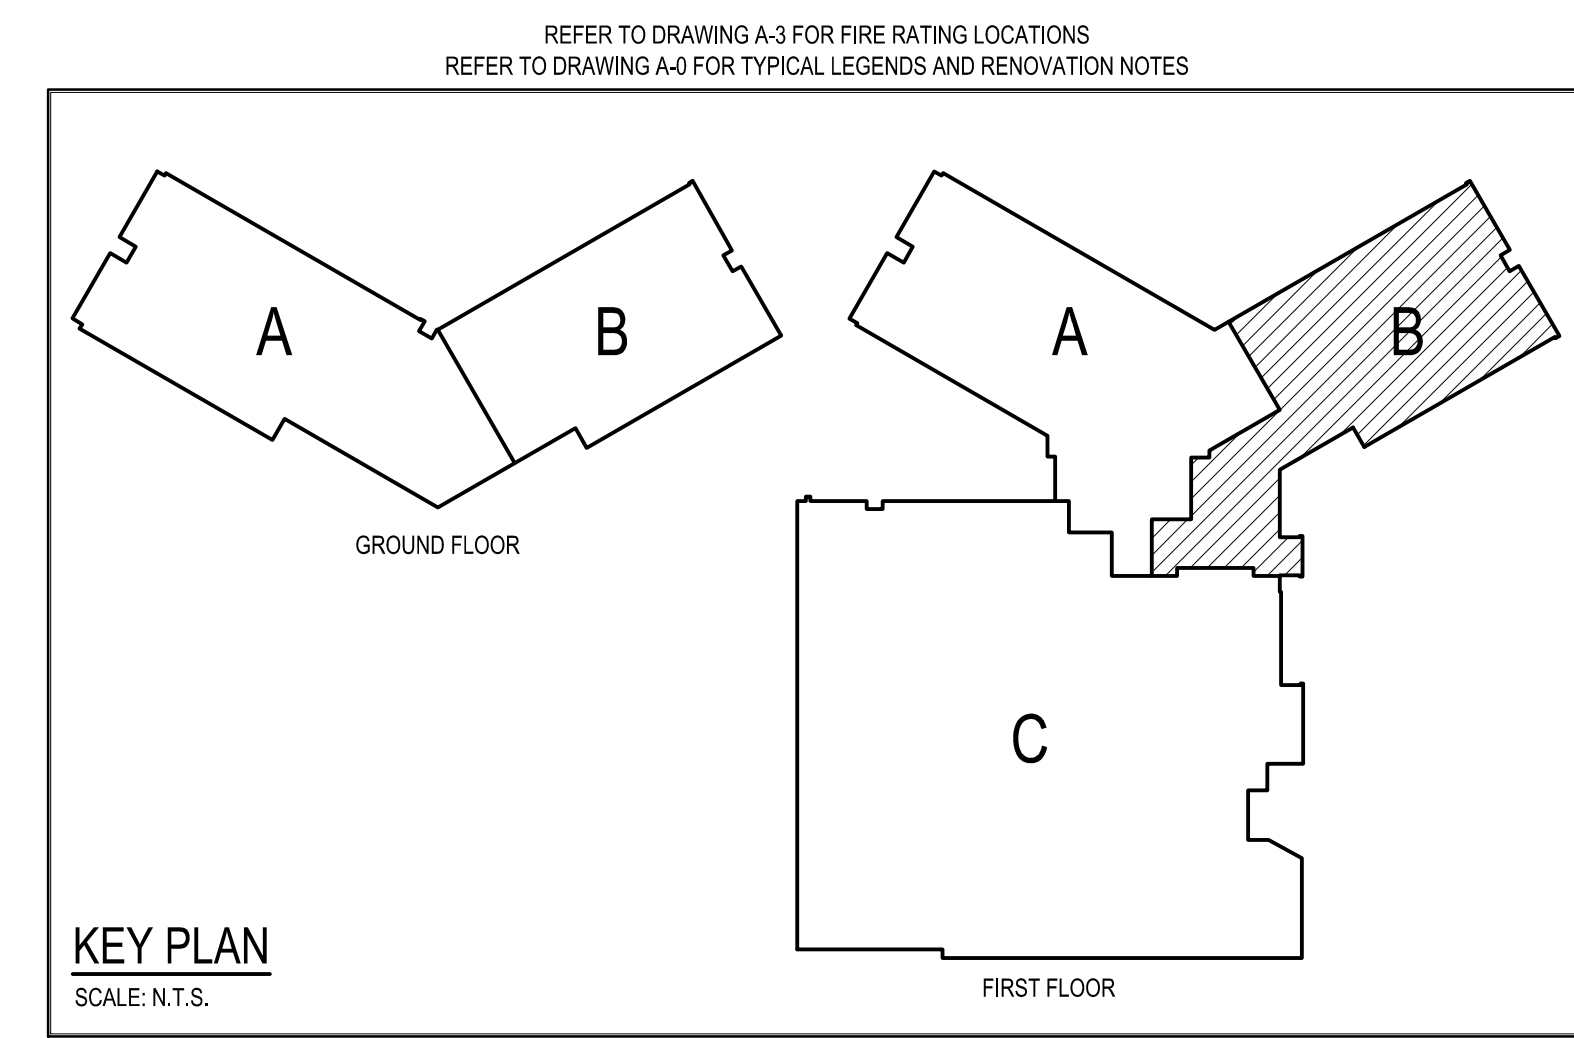 REFER TO DRAWING A-3 FOR FIRE RATING LOCATIONS
REFER TO DRAWING A-0 FOR TYPICAL LEGENDS AND RENOVATION NOTES
A
B
GROUND FLOOR
A
B
C
FIRST FLOOR
KEY PLAN
SCALE: N.T.S.